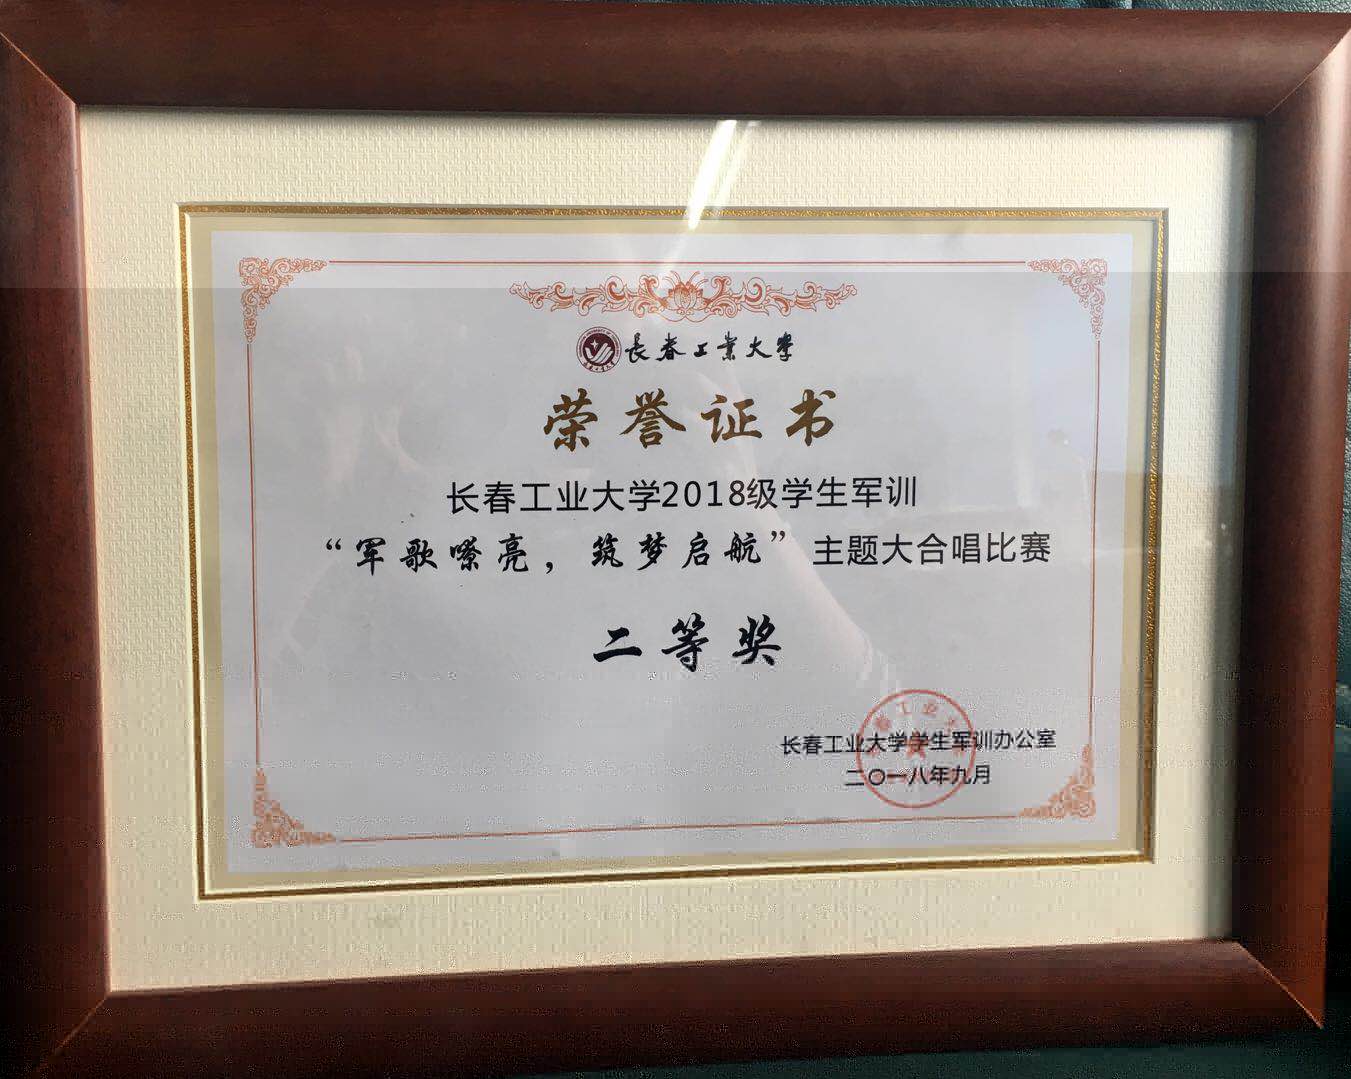 长春工业大学
荣誉证书
长春工业大学2018级学生军训
“军歌嘹亮，筑梦启航”主题大合唱比赛
二等奖
长春工业大学学生军训办公室
二〇一八年九月